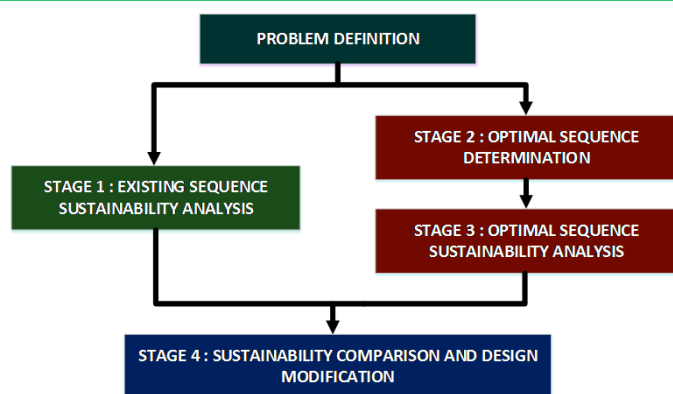 PROBLEM DEFINITION
STAGE 2 : OPTIMAL SEQUENCE
DETERMINATION
STAGE 1 : EXISTING SEQUENCE
SUSTAINABILITY ANALYSIS
STAGE 3 : OPTIMAL SEQUENCE
SUSTAINABILITY ANALYSIS
STAGE 4 : SUSTAINABILITY COMPARISON AND DESIGN
MODIFICATION